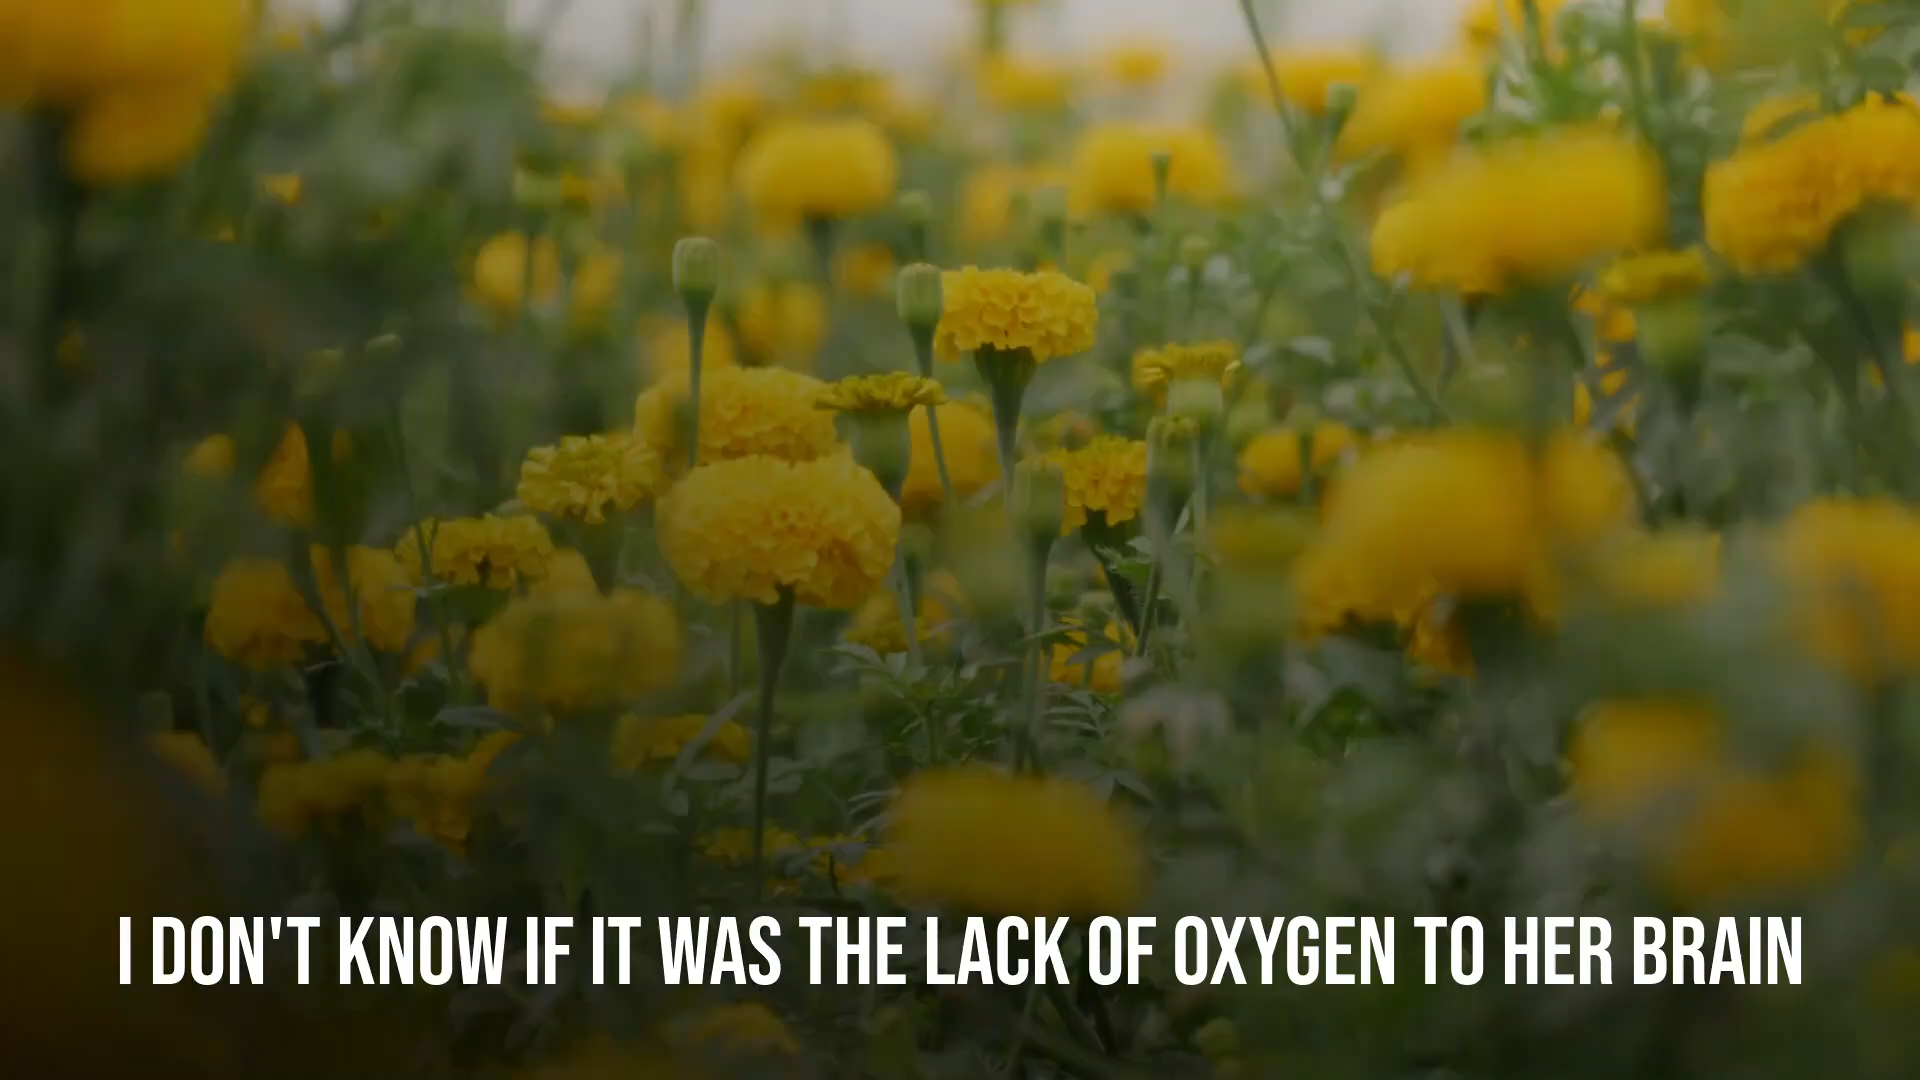 I DON'T KNOW IF IT WAS THE LACK OF OXYGEN TO HER BRAIN